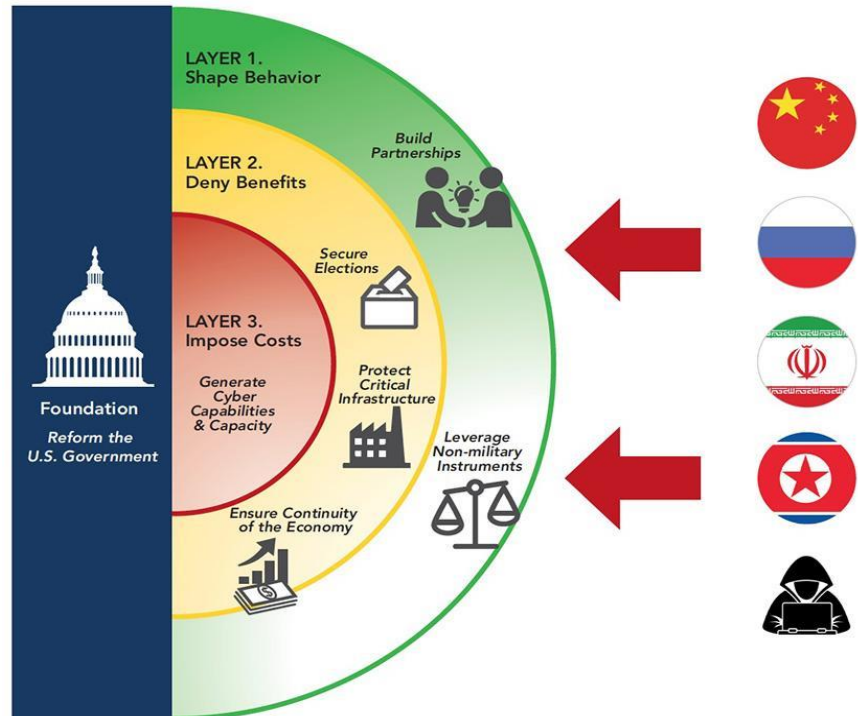 LAYER 1.
Shape Behavior
Build
Partnerships
LAYER 2.
Deny Benefits
Secure
Elections
LAYER 3.
Impose Costs
Generate
Cyber
Capabilities
& Capacity
Protect
Critical
Infrastructure
Foundation
Reform the
U.S. Government
Leverage
Non-military
Instruments
Ensure Continuity
of the Economy
$